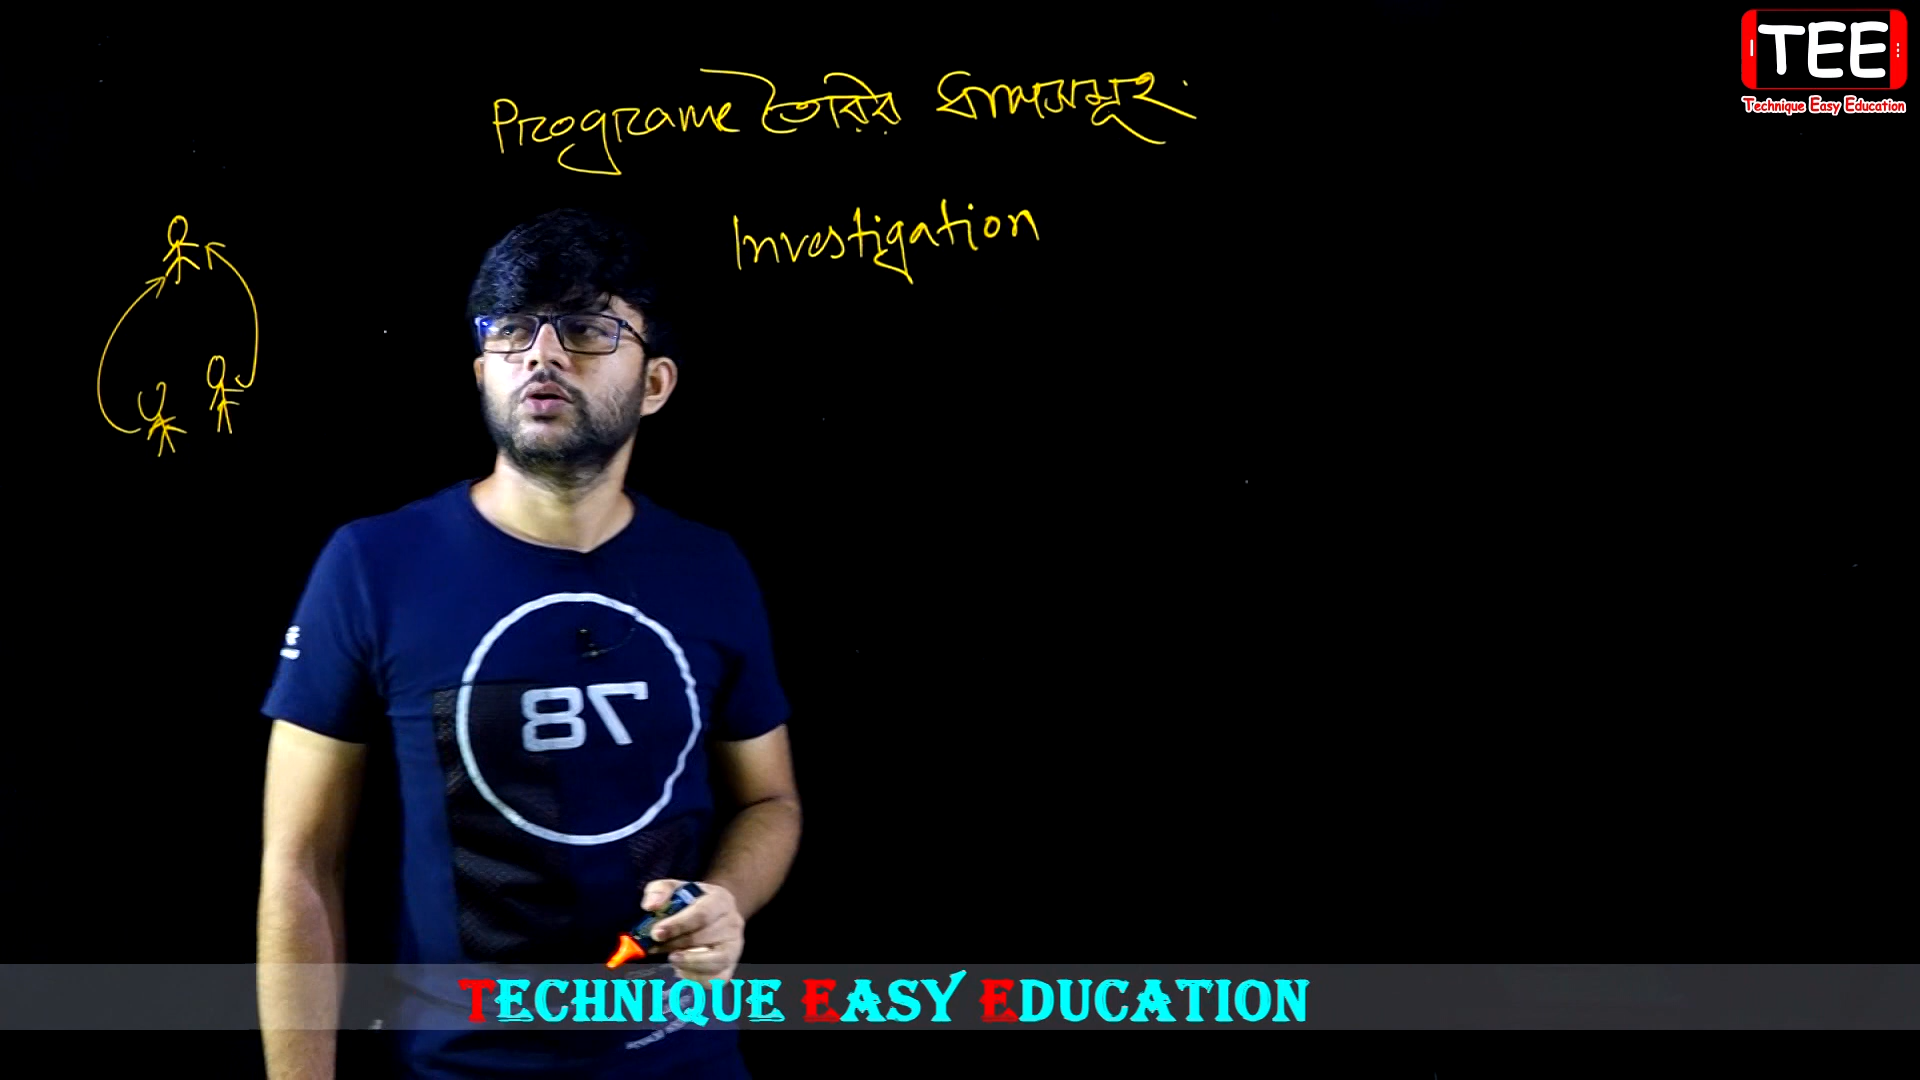 TEE
Technique Easy Education
Programe তৈরির ধাপসমূহ
Investigation
78
TECHNIQUE EASY EDUCATION